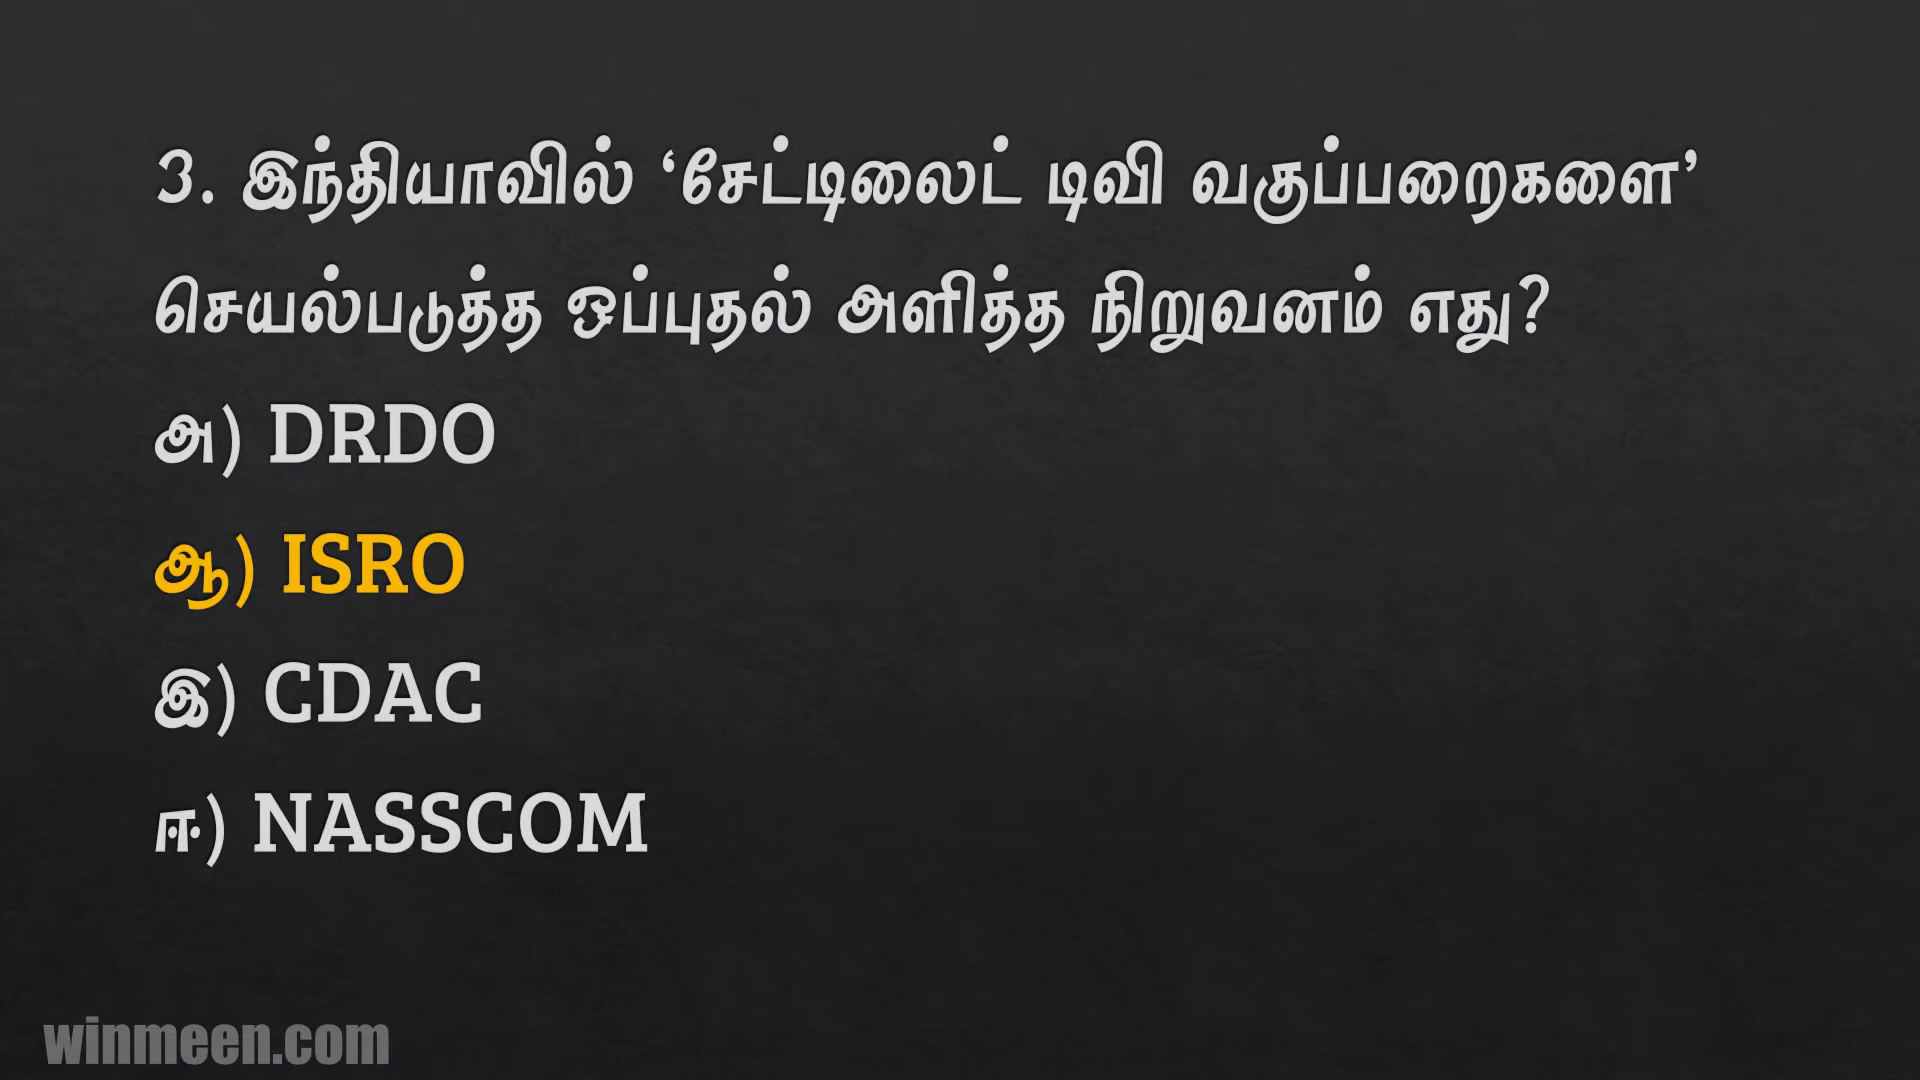 3. இந்தியாவில் ‘சேட்டிலைட் டிவி வகுப்பறைகளை’
செயல்படுத்த ஒப்புதல் அளித்த நிறுவனம் எது?
அ) DRDO
ஆ) ISRO
இ) CDAC
ஈ) NASSCOM
winmeen.com